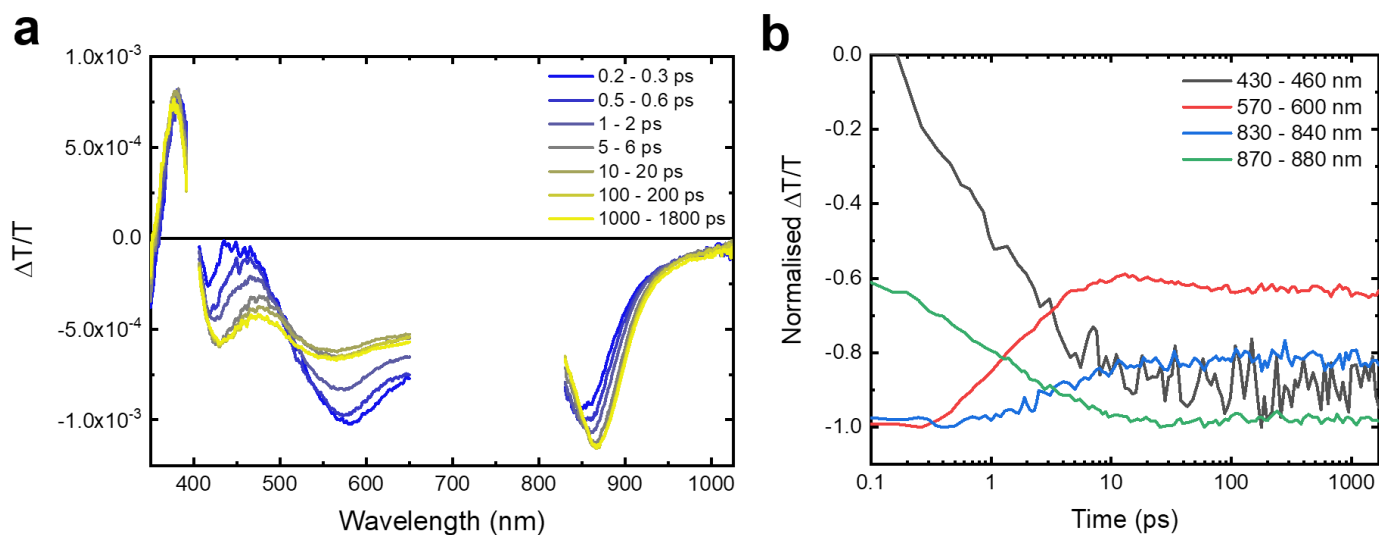 a
1.0x10⁻³
5.0x10⁻⁴
0.0
-5.0x10⁻⁴
-1.0x10⁻³
ΔT/T
400 500 600 700 800 900 1000
Wavelength (nm)
0.2 - 0.3 ps
0.5 - 0.6 ps
1 - 2 ps
5 - 6 ps
10 - 20 ps
100 - 200 ps
1000 - 1800 ps
b
0.0
-0.2
-0.4
-0.6
-0.8
-1.0
Normalised ΔT/T
0.1 1 10 100 1000
Time (ps)
430 - 460 nm
570 - 600 nm
830 - 840 nm
870 - 880 nm